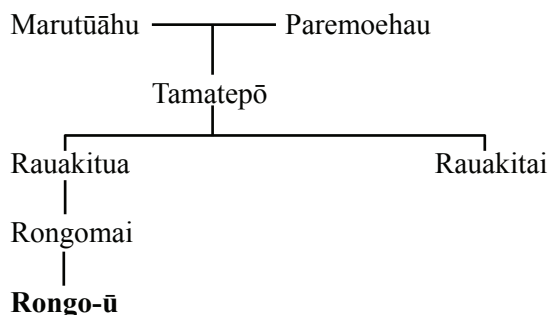 Marutūāhu Paremoehau
Tamatepō
Rauakitua Rauakitai
Rongomai
Rongo-ū